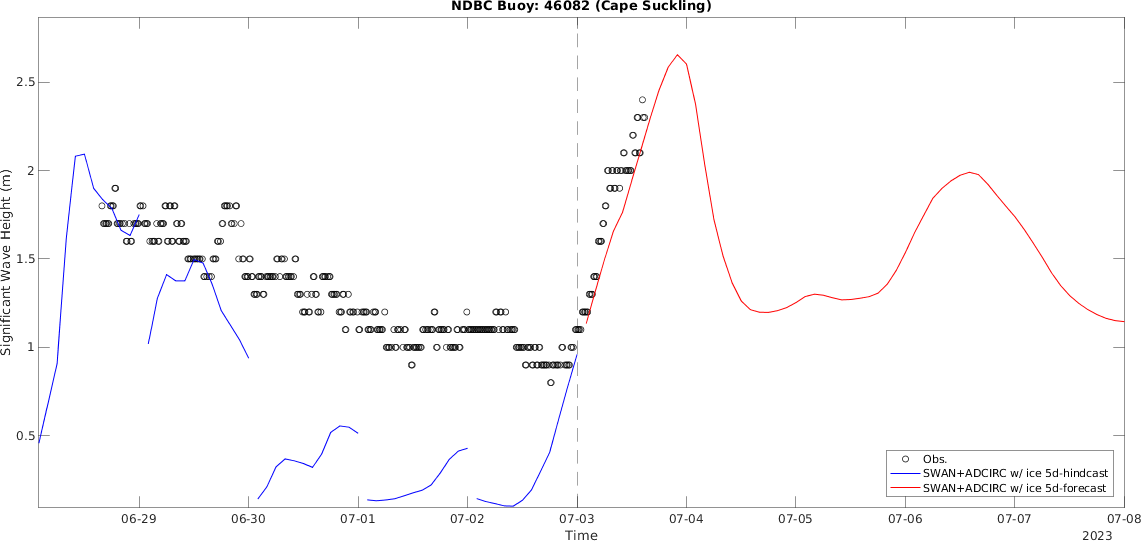 NDBC Buoy: 46082 (Cape Suckling)
Significant Wave Height (m)
2.5
2
1.5
1
0.5
Obs.
SWAN+ADCIRC w/ ice 5d-hindcast
SWAN+ADCIRC w/ ice 5d-forecast
06-29 06-30 07-01 07-02 07-03 07-04 07-05 07-06 07-07 07-08
Time
2023